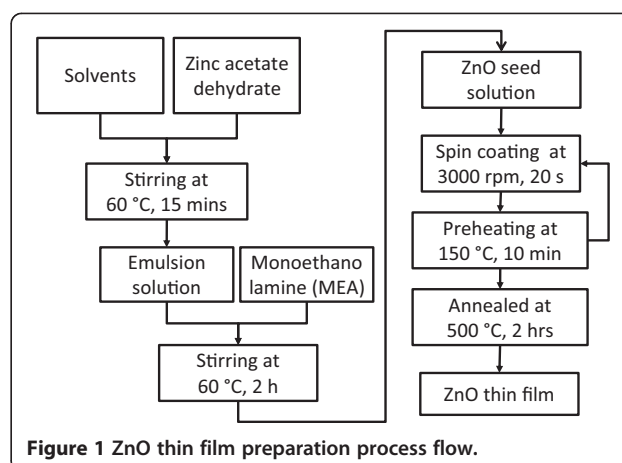 Solvents
Zinc acetate
dehydrate
Stirring at
60 °C, 15 mins
Emulsion
solution
Monoethano
lamine (MEA)
Stirring at
60 °C, 2 h
ZnO seed
solution
Spin coating at
3000 rpm, 20 s
Preheating at
150 °C, 10 min
Annealed at
500 °C, 2 hrs
ZnO thin film
Figure 1 ZnO thin film preparation process flow.